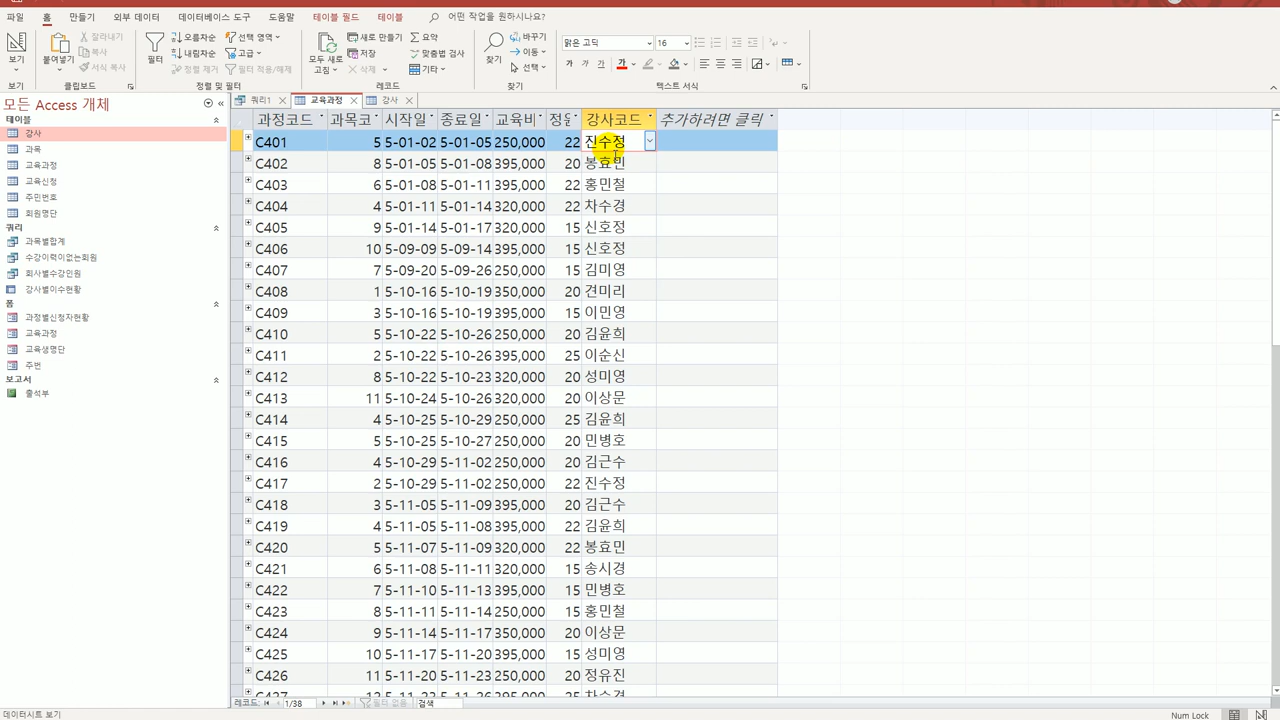 파일 홈 만들기 외부 데이터 데이터베이스 도구 도움말 테이블 필드 테이블 어떤 작업을 원하시나요?
보기 붙여넣기 잘라내기 복사 서식 복사 필터 오름차순 내림차순 정렬 제거 선택 영역 고급 필터 적용/해제 모두 새로 고침 새로 만들기 저장 삭제 요약 맞춤법 검사 기타 찾기 바꾸기 이동 선택 맑은 고딕 16 가 가 가 가
보기 클립보드 정렬 및 필터 레코드 찾기 텍스트 서식
모든 Access 개체
테이블
강사
과목
교육과정
교육신청
주민번호
회원명단
쿼리
과목별합계
수강이력이없는회원
회사별수강인원
강사별이수현황
폼
과정별신청자현황
교육과정
교육생명단
주번
보고서
출석부
쿼리1 교육과정 강사
과정코드 과목코 시작일 종료일 교육비 정원 강사코드 추가하려면 클릭
C401 5 5-01-02 5-01-05 250,000 22 진수정
C402 8 5-01-05 5-01-08 395,000 20 봉효민
C403 6 5-01-08 5-01-11 395,000 22 홍민철
C404 4 5-01-11 5-01-14 320,000 22 차수경
C405 9 5-01-14 5-01-17 320,000 15 신호정
C406 10 5-09-09 5-09-14 395,000 15 신호정
C407 7 5-09-20 5-09-26 250,000 15 김미영
C408 1 5-10-16 5-10-19 350,000 20 견미리
C409 3 5-10-16 5-10-19 395,000 15 이민영
C410 5 5-10-22 5-10-26 250,000 20 김윤희
C411 2 5-10-22 5-10-26 395,000 25 이순신
C412 8 5-10-22 5-10-23 320,000 20 성미영
C413 11 5-10-24 5-10-26 320,000 20 이상문
C414 4 5-10-25 5-10-29 250,000 25 김윤희
C415 5 5-10-25 5-10-27 250,000 20 민병호
C416 4 5-10-29 5-11-02 250,000 20 김근수
C417 2 5-10-29 5-11-02 250,000 22 진수정
C418 3 5-11-05 5-11-09 395,000 20 김근수
C419 4 5-11-05 5-11-08 395,000 22 김윤희
C420 5 5-11-07 5-11-09 320,000 22 봉효민
C421 6 5-11-08 5-11-11 320,000 15 송시경
C422 7 5-11-10 5-11-13 395,000 15 민병호
C423 8 5-11-11 5-11-14 250,000 15 홍민철
C424 9 5-11-14 5-11-17 350,000 20 이상문
C425 10 5-11-17 5-11-20 395,000 15 성미영
C426 11 5-11-20 5-11-23 250,000 20 정유진
C427 12 5-11-23 5-11-26 395,000 25 차수경
레코드: 1/38 필터 없음 검색
데이터시트 보기 Num Lock